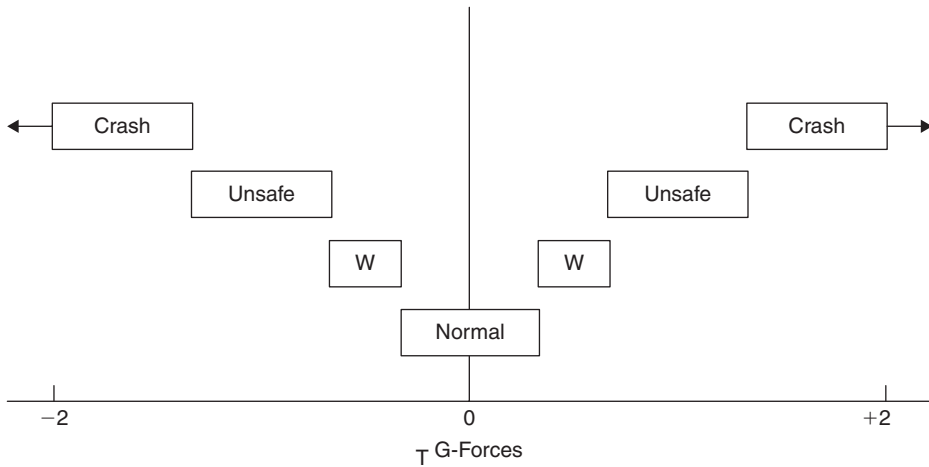 Crash Crash
Unsafe Unsafe
W W
Normal
−2 0 +2
T G-Forces